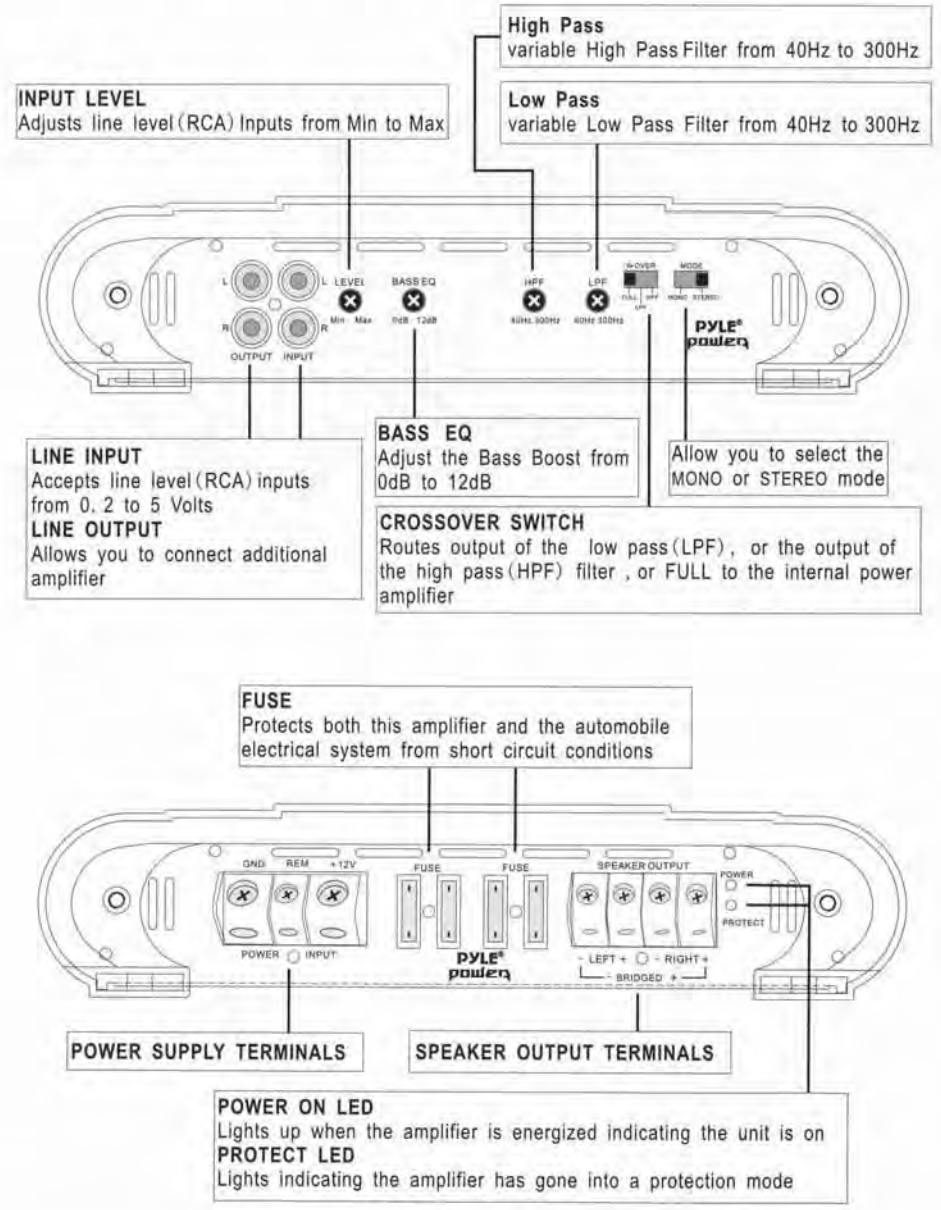 High Pass
variable High Pass Filter from 40Hz to 300Hz
INPUT LEVEL
Adjusts line level(RCA) Inputs from Min to Max
Low Pass
variable Low Pass Filter from 40Hz to 300Hz
X-OVER
MODE
L
L
LEVEL
BASS EQ
HPF
LPF
FULL
HPF
LPF
MONO
STEREO
R
R
Min
Max
0dB
12dB
40Hz
300Hz
40Hz
300Hz
OUTPUT
INPUT
PYLE®
power
LINE INPUT
Accepts line level(RCA) inputs
from 0. 2 to 5 Volts
LINE OUTPUT
Allows you to connect additional
amplifier
BASS EQ
Adjust the Bass Boost from
0dB to 12dB
Allow you to select the
MONO or STEREO mode
CROSSOVER SWITCH
Routes output of the low pass(LPF), or the output of
the high pass(HPF) filter , or FULL to the internal power
amplifier
FUSE
Protects both this amplifier and the automobile
electrical system from short circuit conditions
GND
REM
+12V
FUSE
FUSE
SPEAKER OUTPUT
POWER
PROTECT
POWER
INPUT
PYLE®
power
- LEFT +
- RIGHT +
- BRIDGED +
POWER SUPPLY TERMINALS
SPEAKER OUTPUT TERMINALS
POWER ON LED
Lights up when the amplifier is energized indicating the unit is on
PROTECT LED
Lights indicating the amplifier has gone into a protection mode